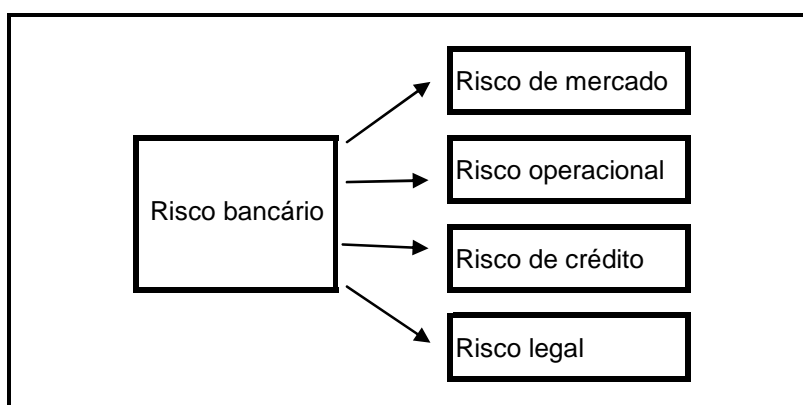 Risco bancário
Risco de mercado
Risco operacional
Risco de crédito
Risco legal